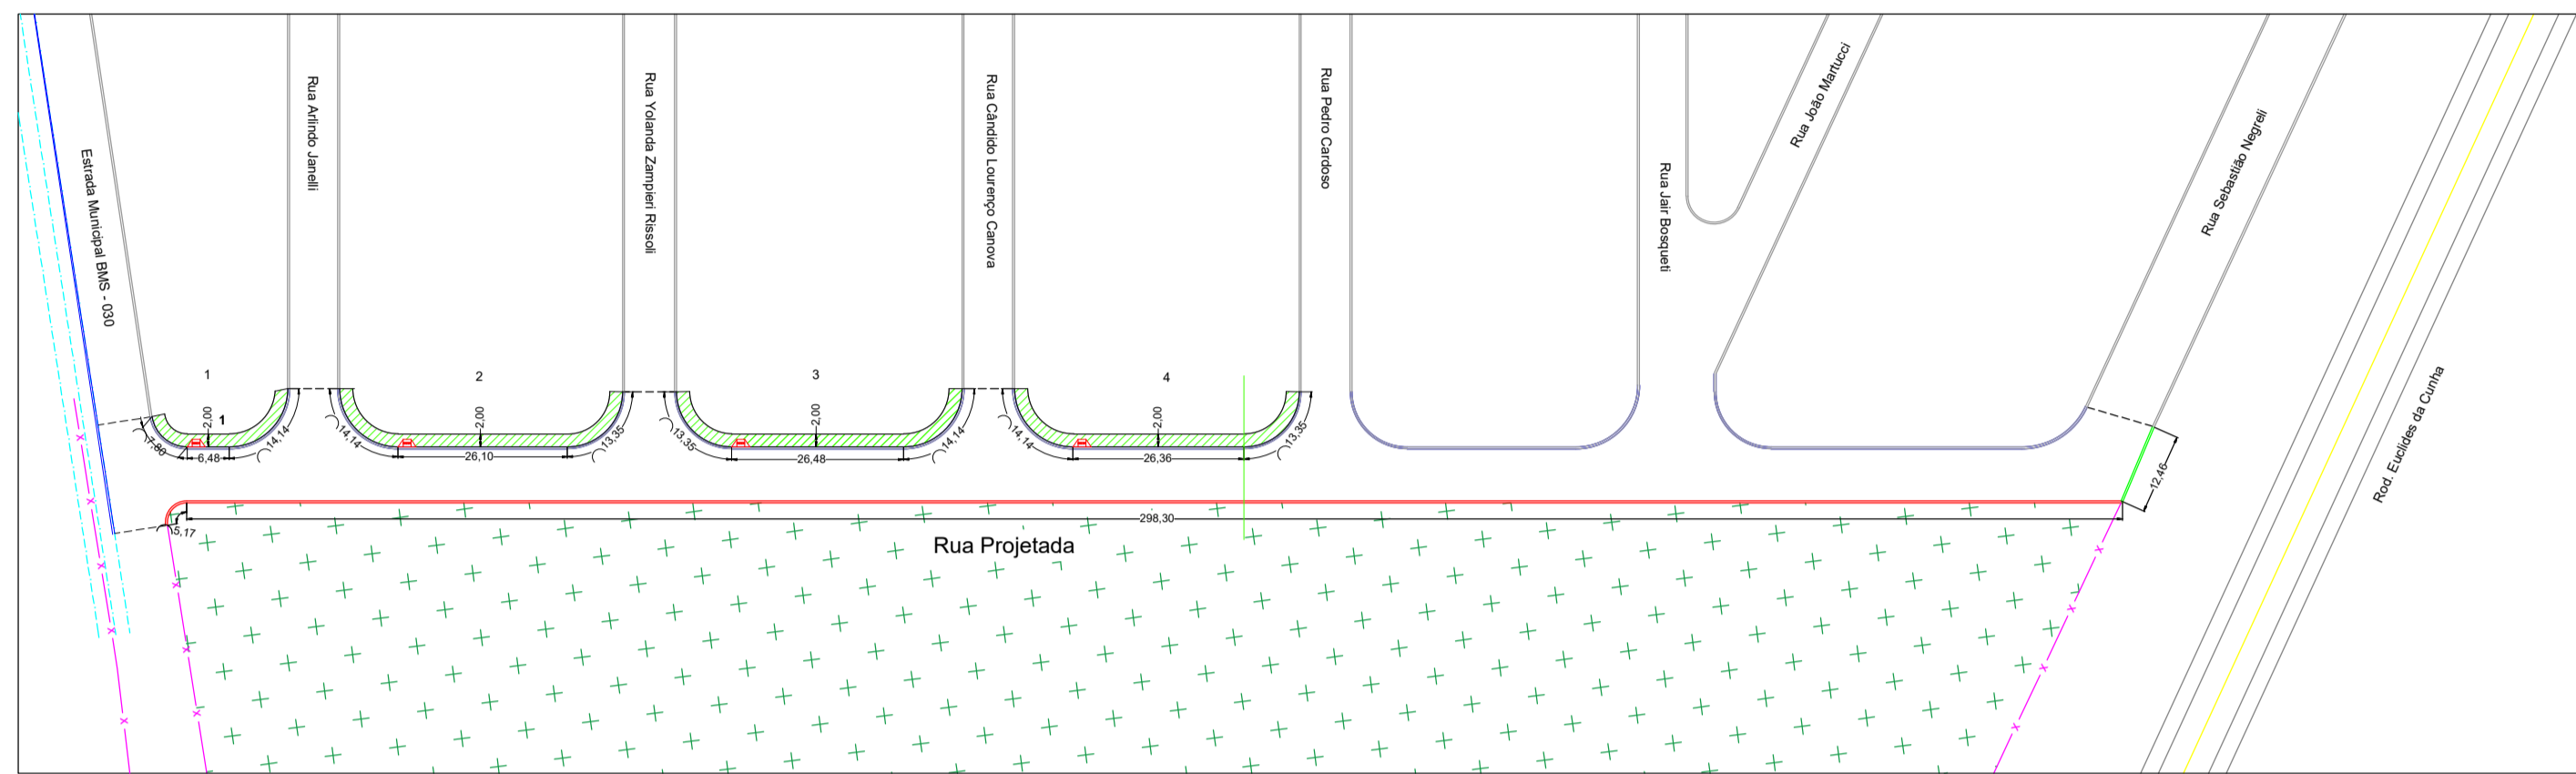 Estrada Municipal BMS - 030
Rua Arlindo Janelli
Rua Yolanda Zampieri Rissoli
Rua Cândido Lourenço Canova
Rua Pedro Cardoso
Rua Jair Bosqueti
Rua João Martucci
Rua Sebastião Negreli
Rod. Euclides da Cunha
1
2
3
4
1
2,00
2,00
2,00
2,00
7,80
6,48
14,14
14,14
26,10
13,35
13,35
26,48
14,14
14,14
26,36
13,35
12,46
5,17
298,30
Rua Projetada